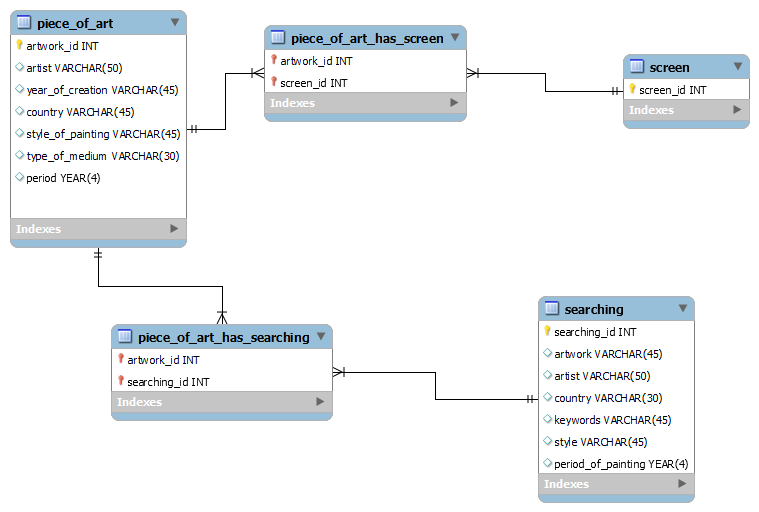 piece_of_art
artwork_id INT
artist VARCHAR(50)
year_of_creation VARCHAR(45)
country VARCHAR(45)
style_of_painting VARCHAR(45)
type_of_medium VARCHAR(30)
period YEAR(4)
Indexes
piece_of_art_has_screen
artwork_id INT
screen_id INT
Indexes
screen
screen_id INT
Indexes
piece_of_art_has_searching
artwork_id INT
searching_id INT
Indexes
searching
searching_id INT
artwork VARCHAR(45)
artist VARCHAR(50)
country VARCHAR(30)
keywords VARCHAR(45)
style VARCHAR(45)
period_of_painting YEAR(4)
Indexes